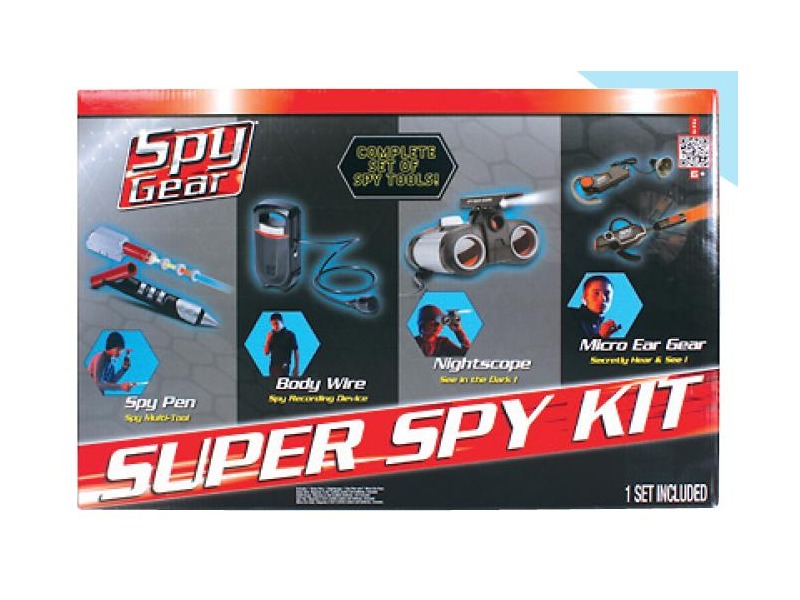 Spy
Gear
COMPLETE
SET OF
SPY TOOLS!
6+
Spy Pen
Spy Multi-Tool
Body Wire
Spy Recording Device
Nightscope
See in the Dark!
Micro Ear Gear
Secretly Hear & See!
SUPER SPY KIT
1 SET INCLUDED